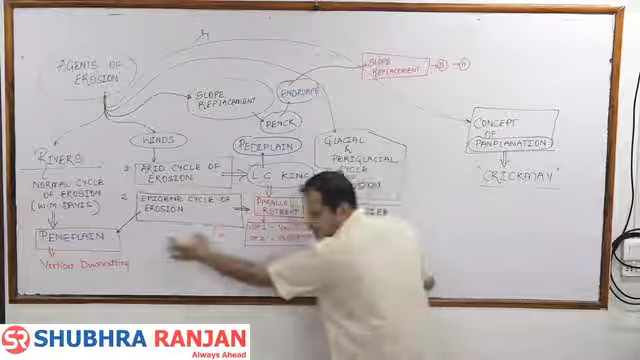 AGENTS OF
EROSION
SLOPE
REPLACEMENT
ENDRUMPF
PENCK
SLOPE
REPLACEMENT
B
CONCEPT
OF
PANPLANATION
'CRICKMAY'
RIVERS
NORMAL CYCLE
OF EROSION
(W.M. DAVIS)
PENEPLAIN
Vertical Downcutting
WINDS
ARID CYCLE OF
EROSION
EPIGENE CYCLE OF
EROSION
PEDIPLAIN
L C KING
PARALLEL
RETREAT
GLACIAL
&
PERIGLACIAL
CYCLE
SR
SHUBHRA RANJAN
Always Ahead